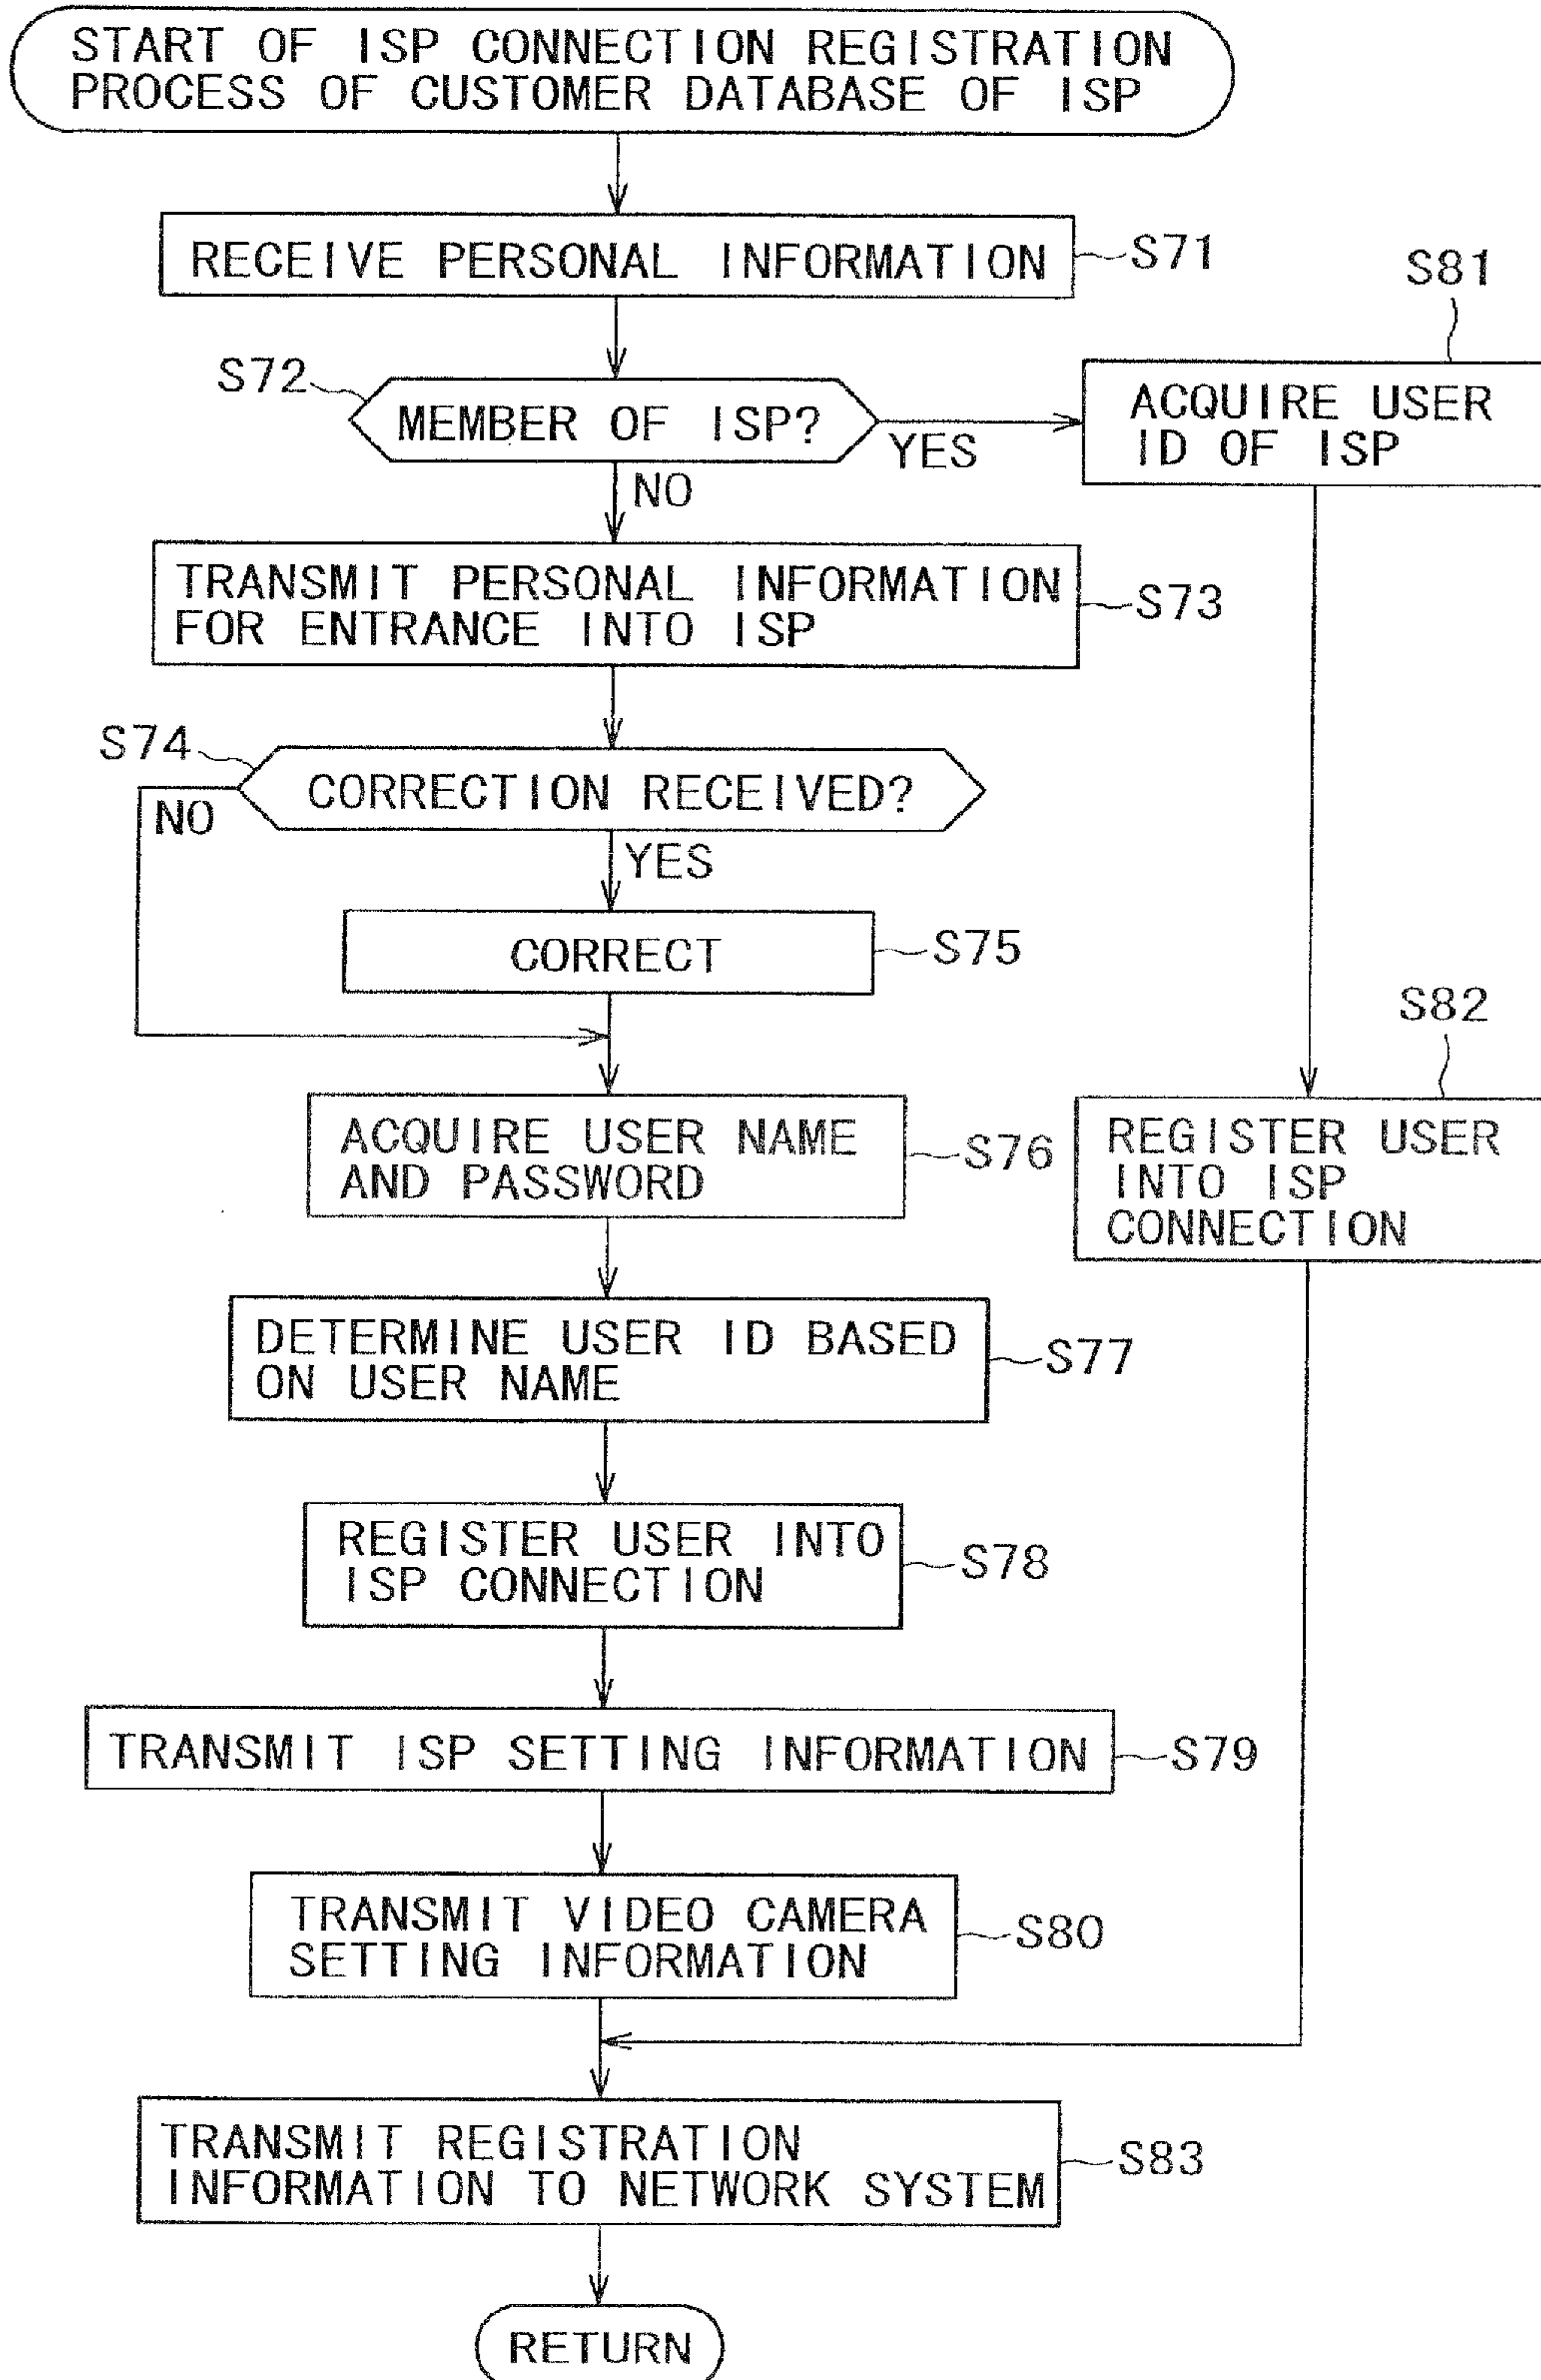 START OF ISP CONNECTION REGISTRATION
PROCESS OF CUSTOMER DATABASE OF ISP
RECEIVE PERSONAL INFORMATION
S71
S81
S72
MEMBER OF ISP?
YES
ACQUIRE USER
ID OF ISP
NO
TRANSMIT PERSONAL INFORMATION
FOR ENTRANCE INTO ISP
S73
S74
CORRECTION RECEIVED?
NO
YES
CORRECT
S75
S82
ACQUIRE USER NAME
AND PASSWORD
S76
REGISTER USER
INTO ISP
CONNECTION
DETERMINE USER ID BASED
ON USER NAME
S77
REGISTER USER INTO
ISP CONNECTION
S78
TRANSMIT ISP SETTING INFORMATION
S79
TRANSMIT VIDEO CAMERA
SETTING INFORMATION
S80
TRANSMIT REGISTRATION
INFORMATION TO NETWORK SYSTEM
S83
RETURN